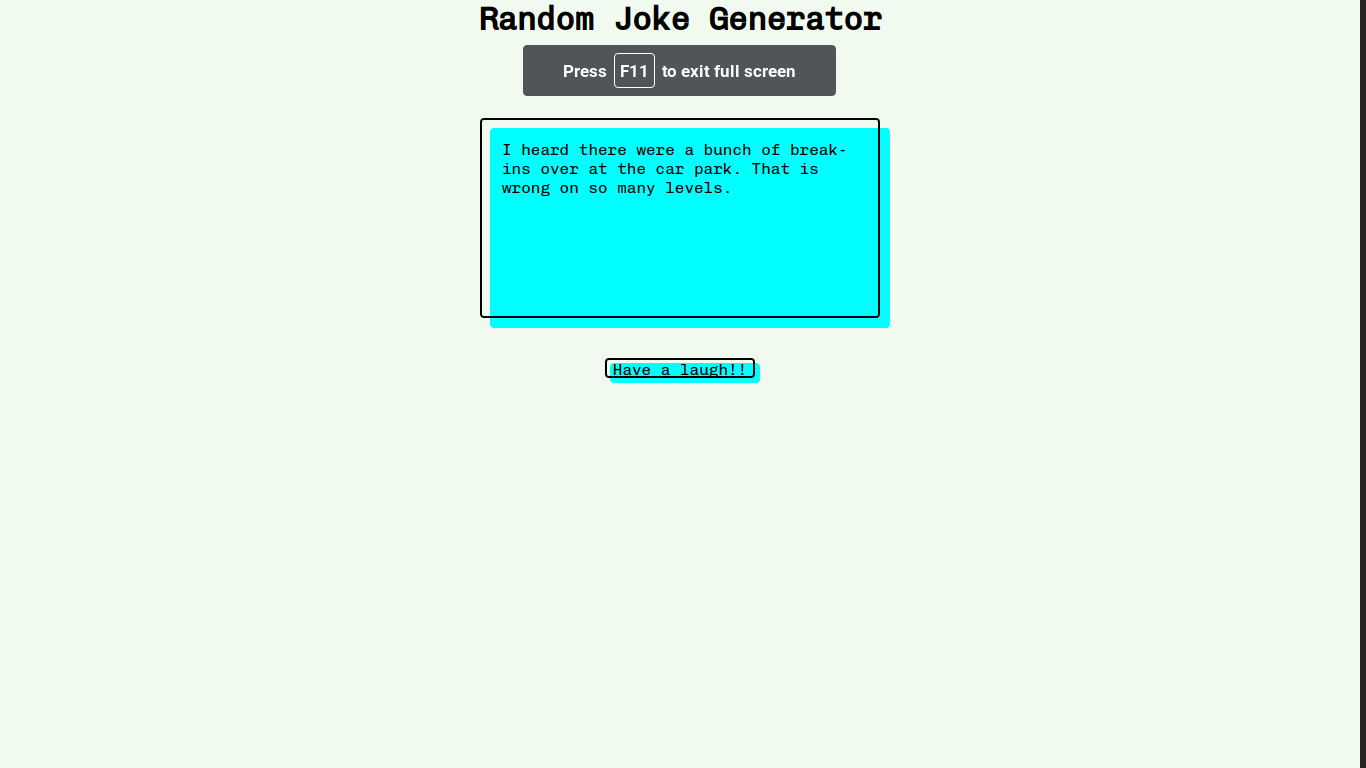 Random Joke Generator
Press F11 to exit full screen
I heard there were a bunch of break-
ins over at the car park. That is
wrong on so many levels.
Have a laugh!!